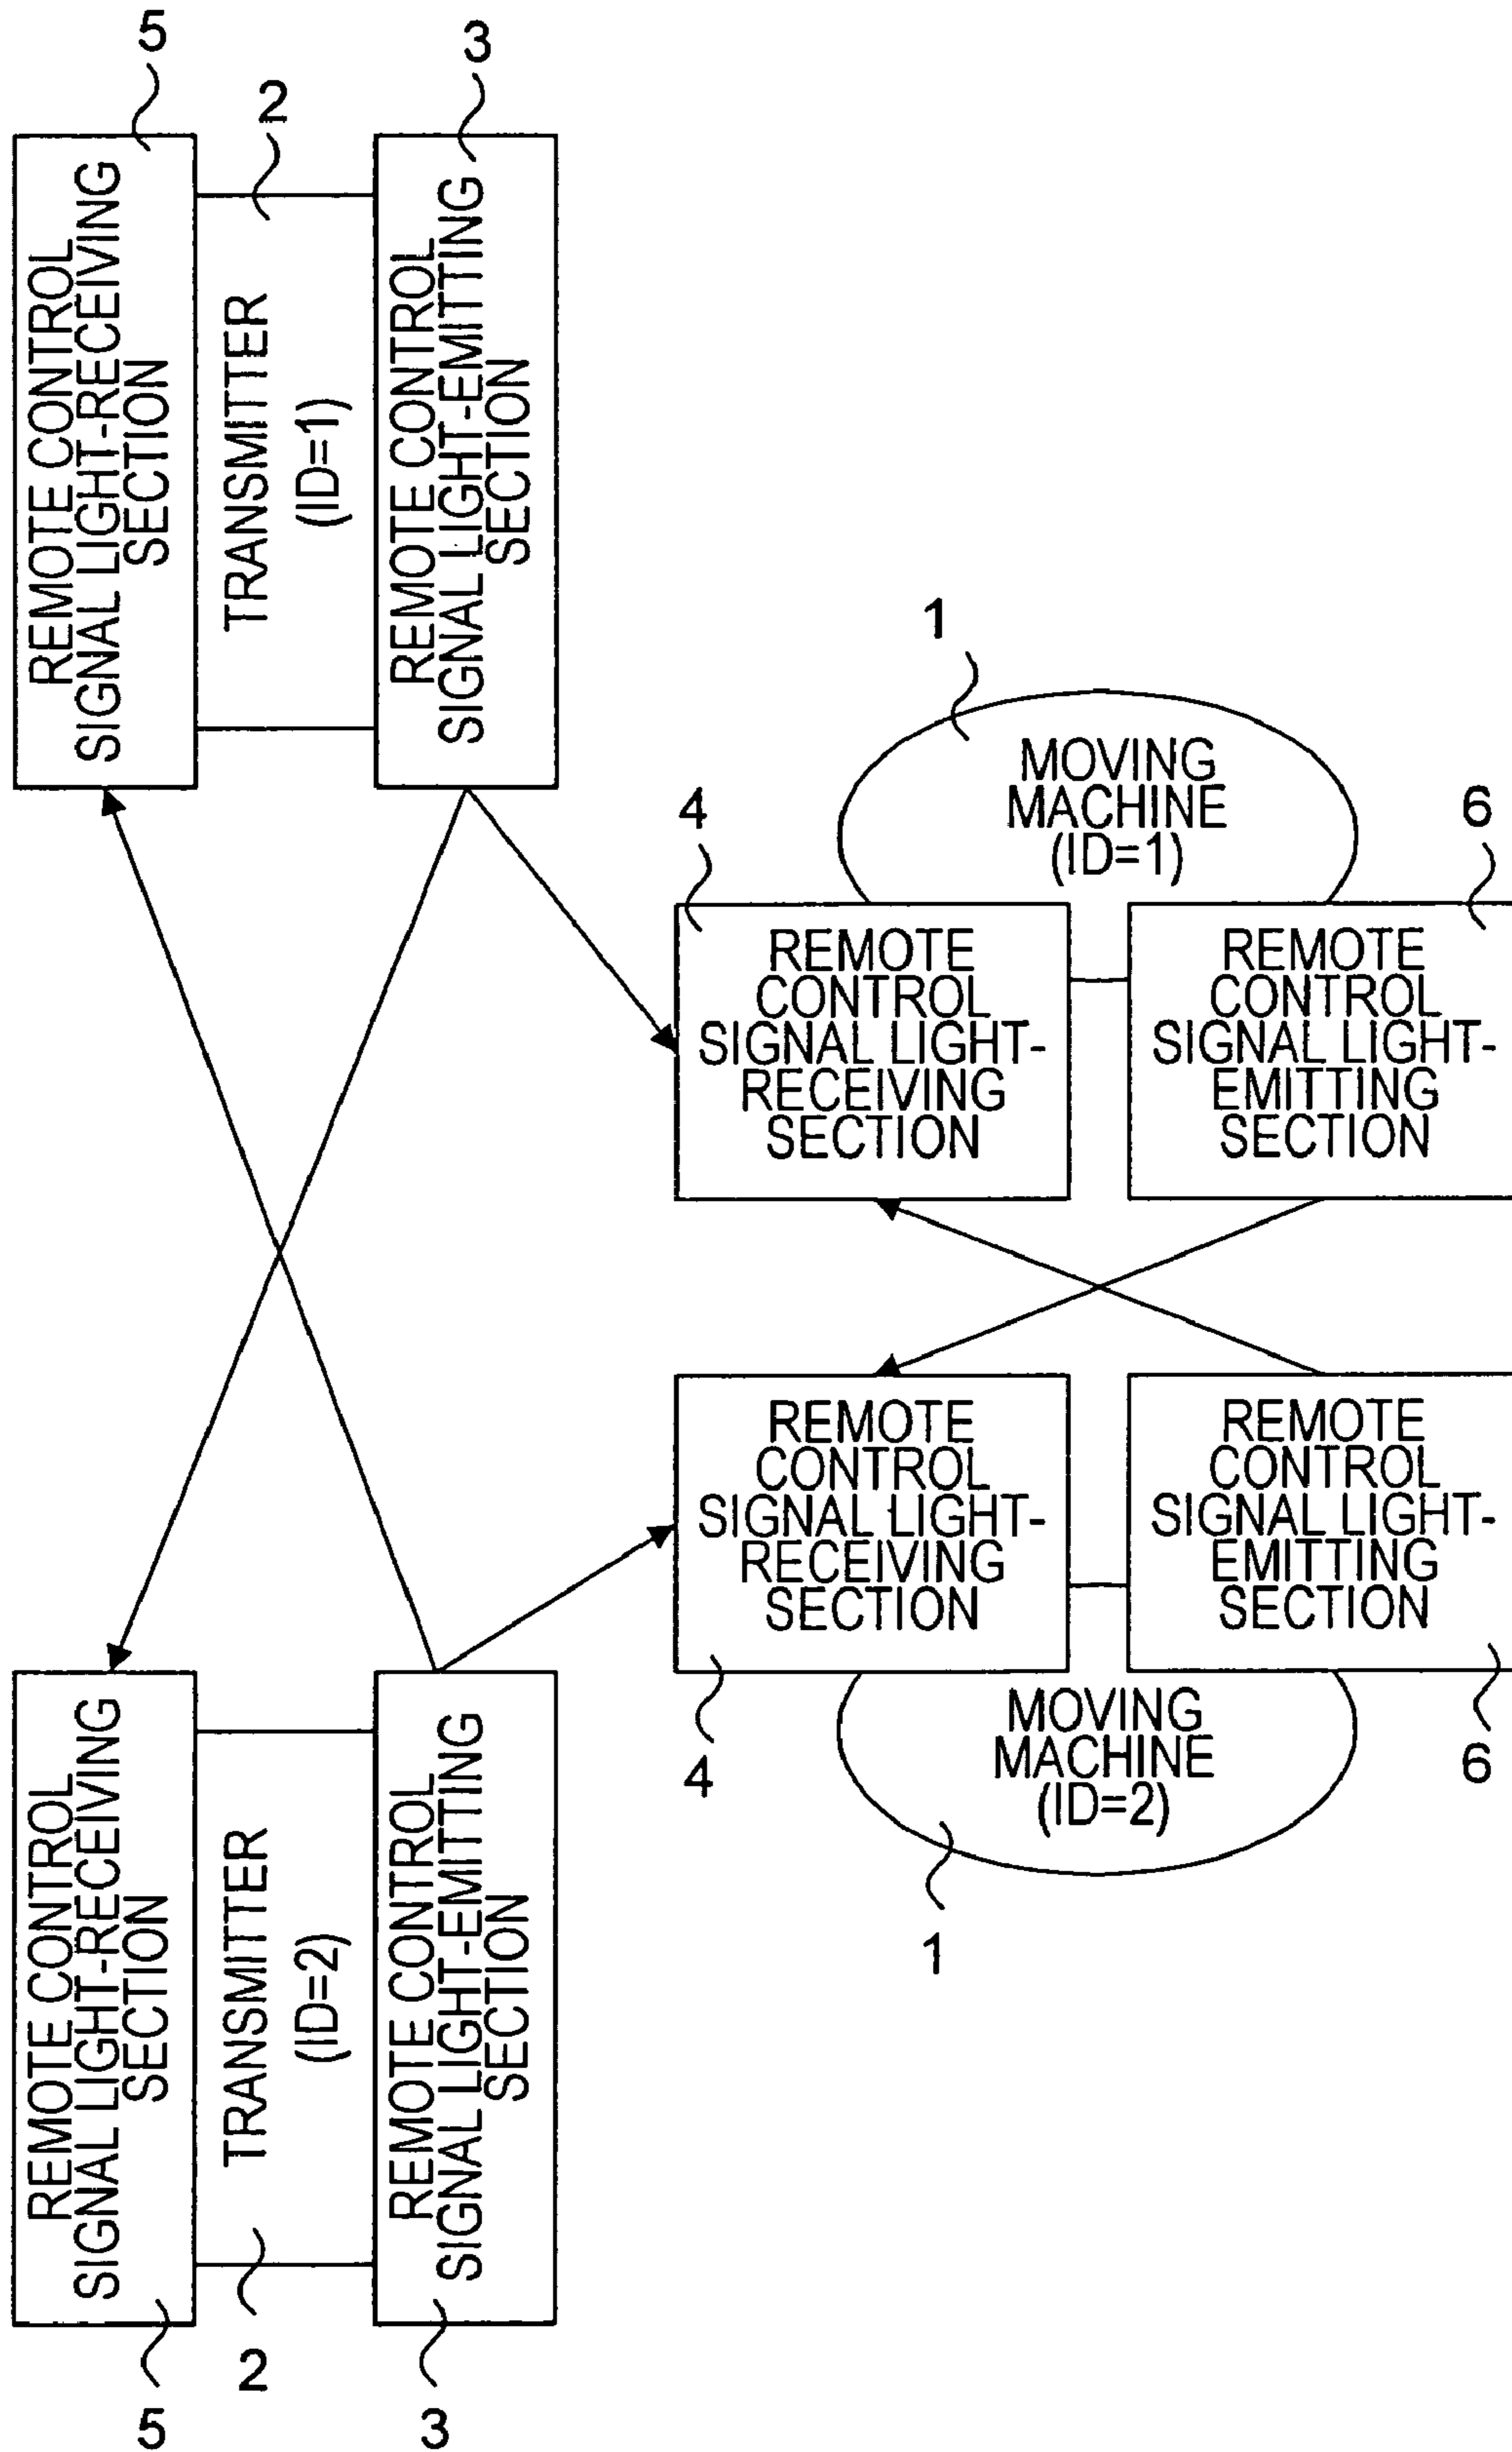 5
3
2
REMOTE CONTROL
SIGNAL LIGHT-RECEIVING
SECTION
TRANSMITTER
(ID=1)
REMOTE CONTROL
SIGNAL LIGHT-EMITTING
SECTION
1
MOVING
MACHINE
(ID=1)
4
6
REMOTE
CONTROL
SIGNAL LIGHT-
RECEIVING
SECTION
REMOTE
CONTROL
SIGNAL LIGHT-
EMITTING
SECTION
REMOTE
CONTROL
SIGNAL LIGHT-
RECEIVING
SECTION
REMOTE
CONTROL
SIGNAL LIGHT-
EMITTING
SECTION
4
6
MOVING
MACHINE
(ID=2)
1
REMOTE CONTROL
SIGNAL LIGHT-RECEIVING
SECTION
TRANSMITTER
(ID=2)
REMOTE CONTROL
SIGNAL LIGHT-EMITTING
SECTION
2
5
3